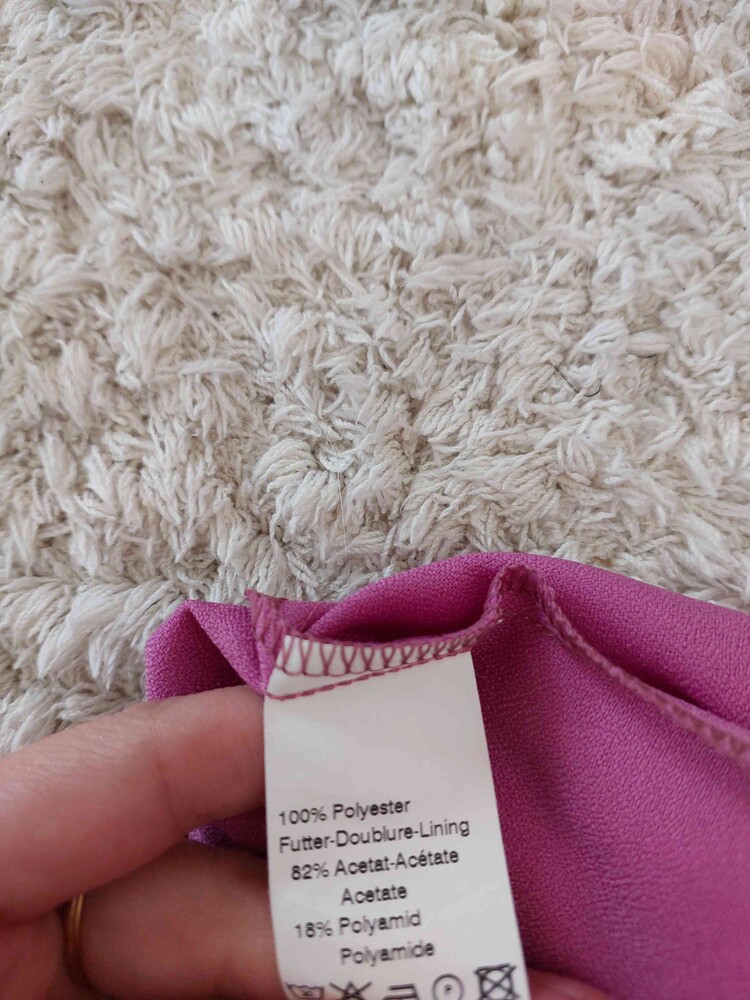 100% Polyester
Futter-Doublure-Lining
82% Acetat-Acétate
Acetate
18% Polyamid
Polyamide
P